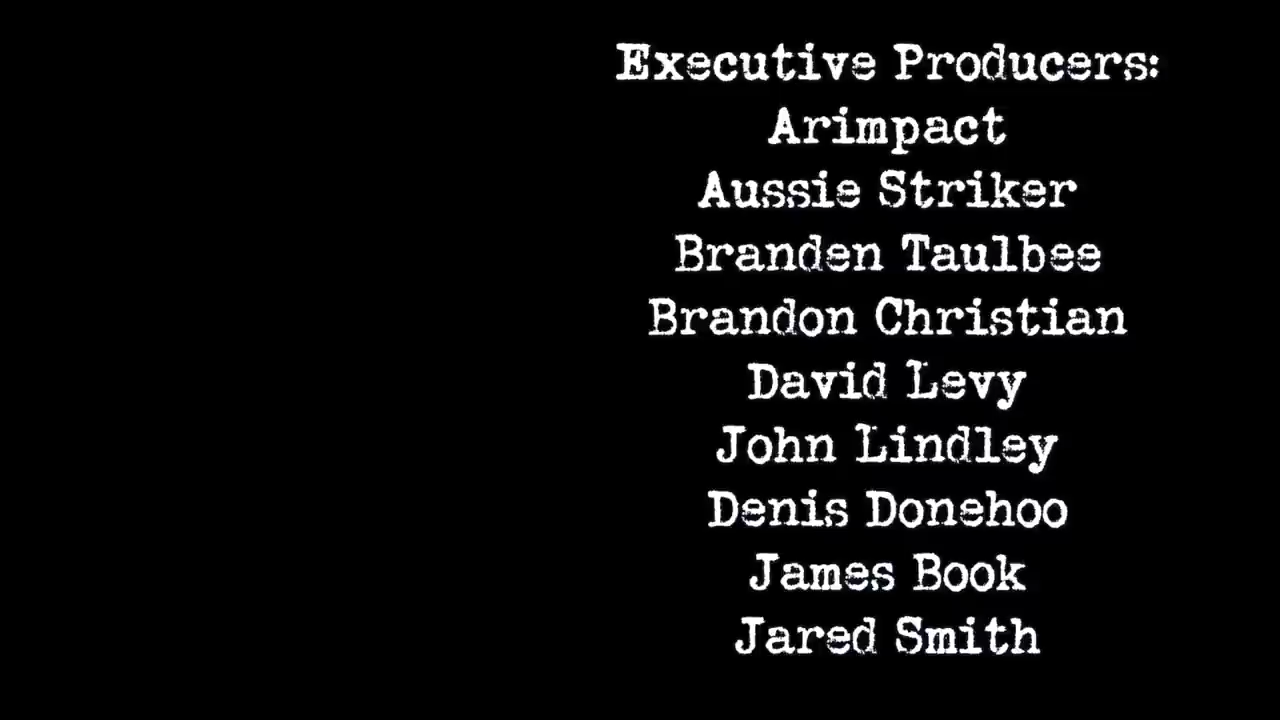 Executive Producers:
Arimpact
Aussie Striker
Branden Taulbee
Brandon Christian
David Levy
John Lindley
Denis Donehoo
James Book
Jared Smith